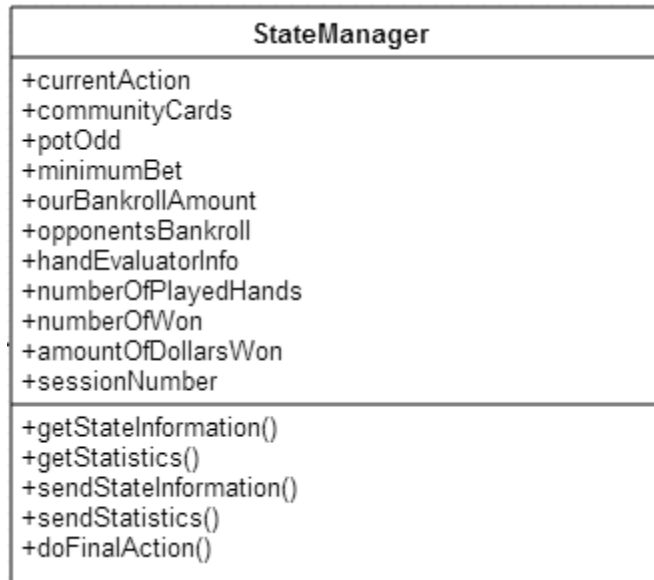 StateManager
+currentAction
+communityCards
+potOdd
+minimumBet
+ourBankrollAmount
+opponentsBankroll
+handEvaluatorInfo
+numberOfPlayedHands
+numberOfWon
+amountOfDollarsWon
+sessionNumber
+getStateInformation()
+getStatistics()
+sendStateInformation()
+sendStatistics()
+doFinalAction()